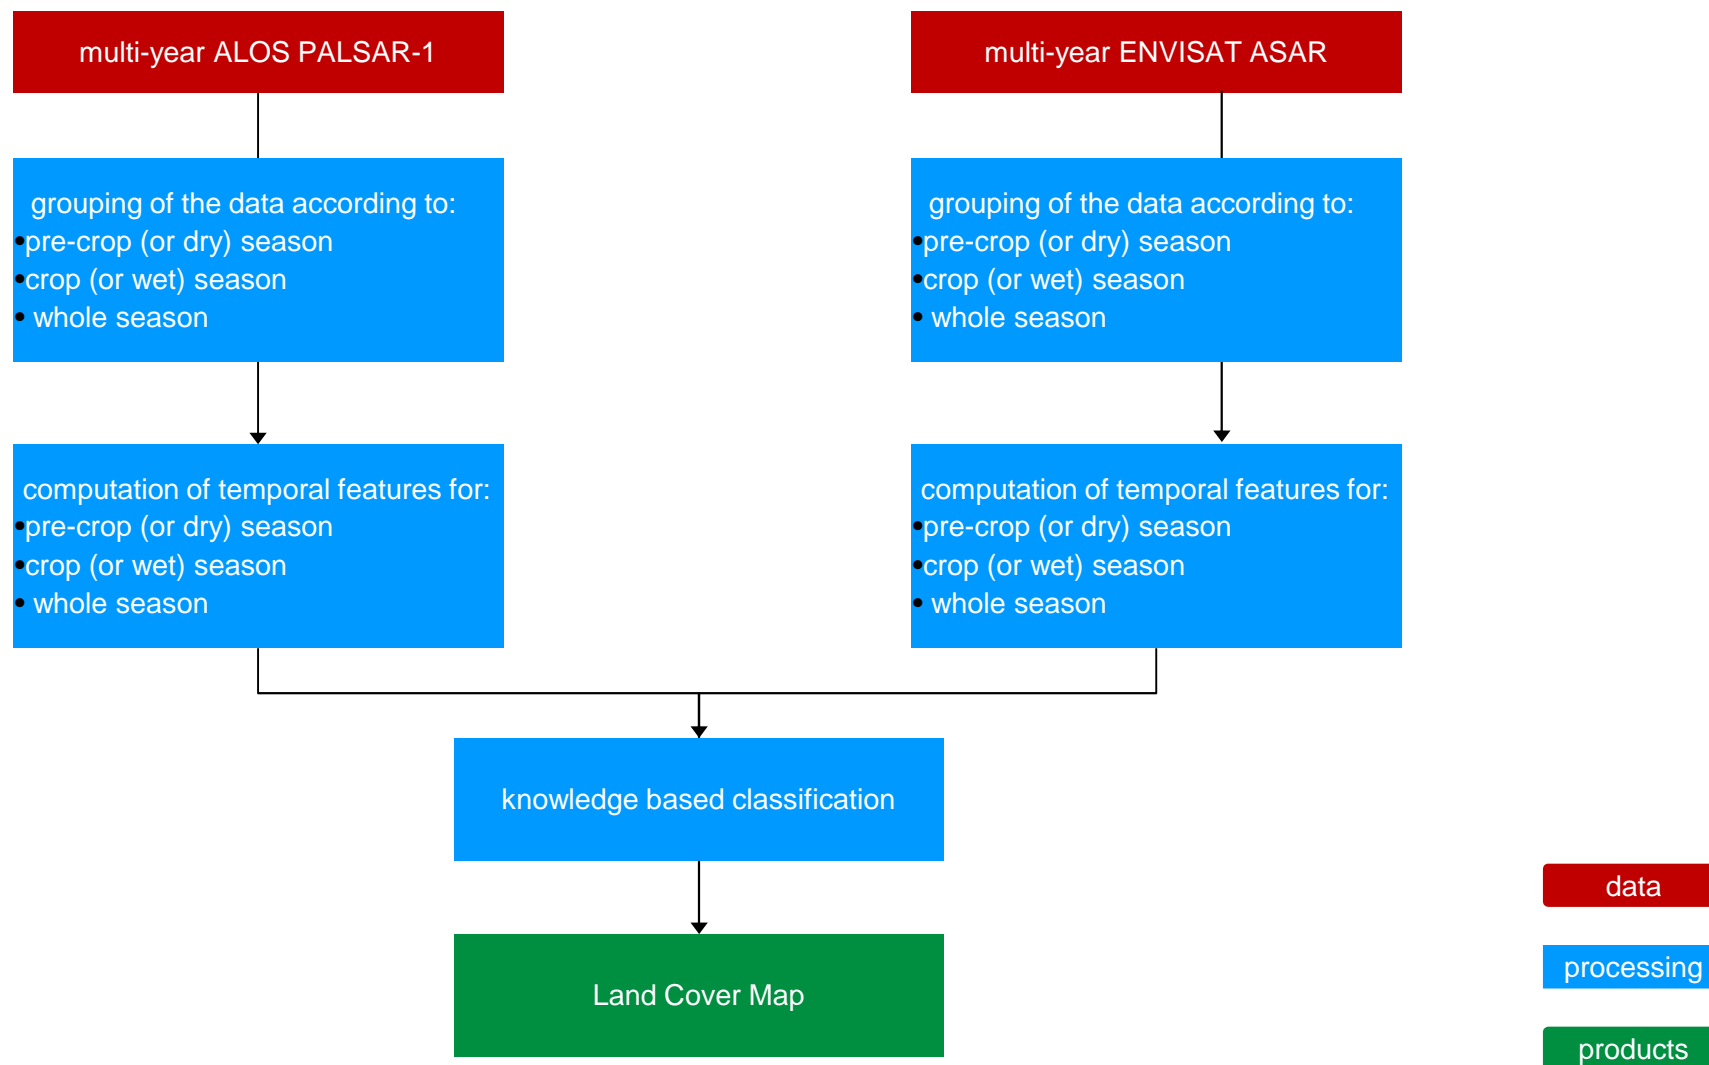 multi-year ALOS PALSAR-1
multi-year ENVISAT ASAR
grouping of the data according to:
•pre-crop (or dry) season
•crop (or wet) season
• whole season
grouping of the data according to:
•pre-crop (or dry) season
•crop (or wet) season
• whole season
computation of temporal features for:
•pre-crop (or dry) season
•crop (or wet) season
• whole season
computation of temporal features for:
•pre-crop (or dry) season
•crop (or wet) season
• whole season
knowledge based classification
Land Cover Map
data
processing
products